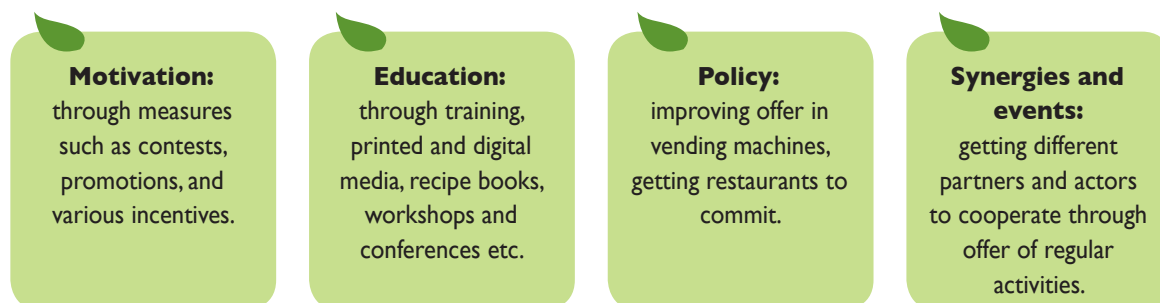 Motivation:
through measures
such as contests,
promotions, and
various incentives.
Education:
through training,
printed and digital
media, recipe books,
workshops and
conferences etc.
Policy:
improving offer in
vending machines,
getting restaurants to
commit.
Synergies and
events:
getting different
partners and actors
to cooperate through
offer of regular
activities.